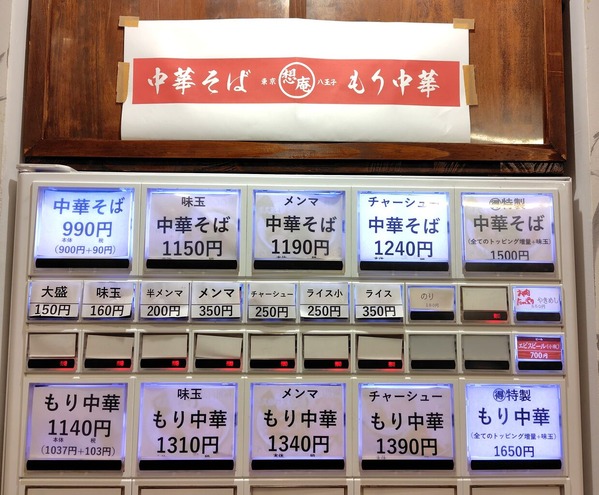 中華そば 東京 想庵 八王子 もり中華
中華そば
990円
本体 税
(900円+90円)
味玉
中華そば
1150円
メンマ
中華そば
1190円
チャーシュー
中華そば
1240円
得特製
中華そば
(全てのトッピング増量+味玉)
1500円
大盛
150円
味玉
160円
半メンマ
200円
メンマ
350円
チャーシュー
250円
ライス小
250円
ライス
350円
のり
やきめし
エビスビール(小瓶)
700円
もり中華
1140円
本体 税
(1037円+103円)
味玉
もり中華
1310円
メンマ
もり中華
1340円
チャーシュー
もり中華
1390円
得特製
もり中華
(全てのトッピング増量+味玉)
1650円